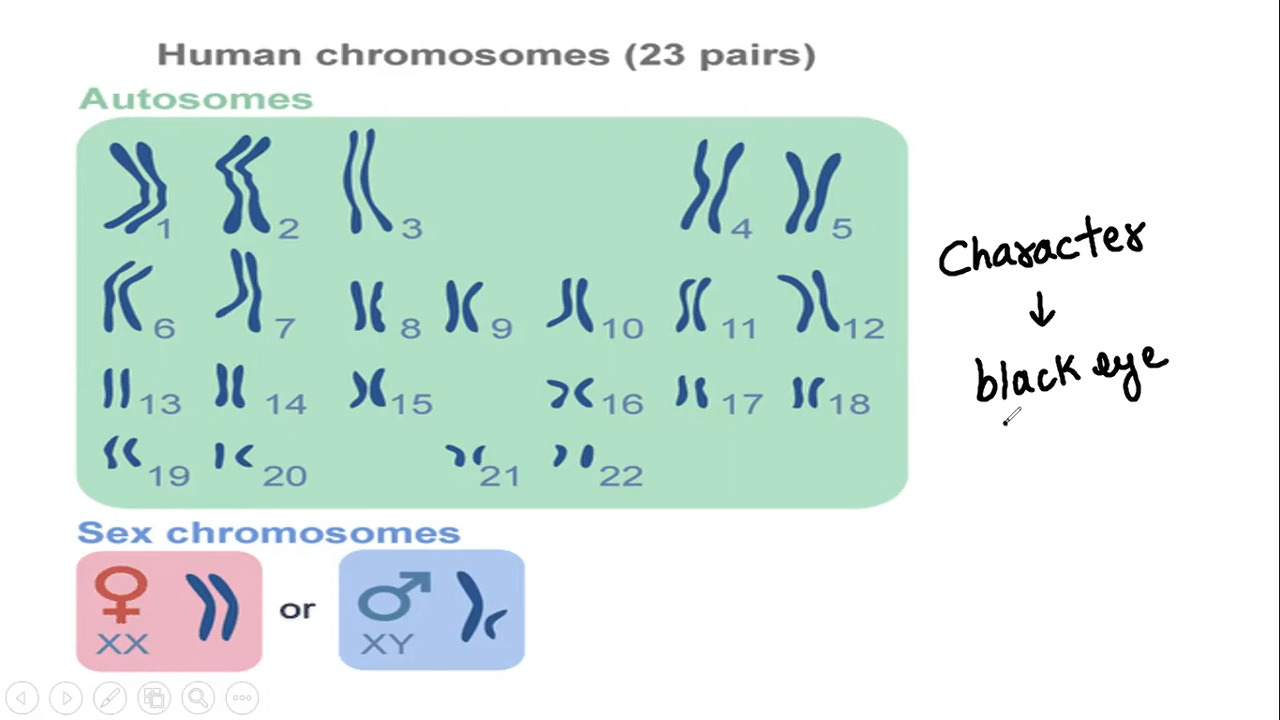 Human chromosomes (23 pairs)
Autosomes
1 2 3 4 5
6 7 8 9 10 11 12
13 14 15 16 17 18
19 20 21 22
Character
↓
black eye
Sex chromosomes
XX or XY